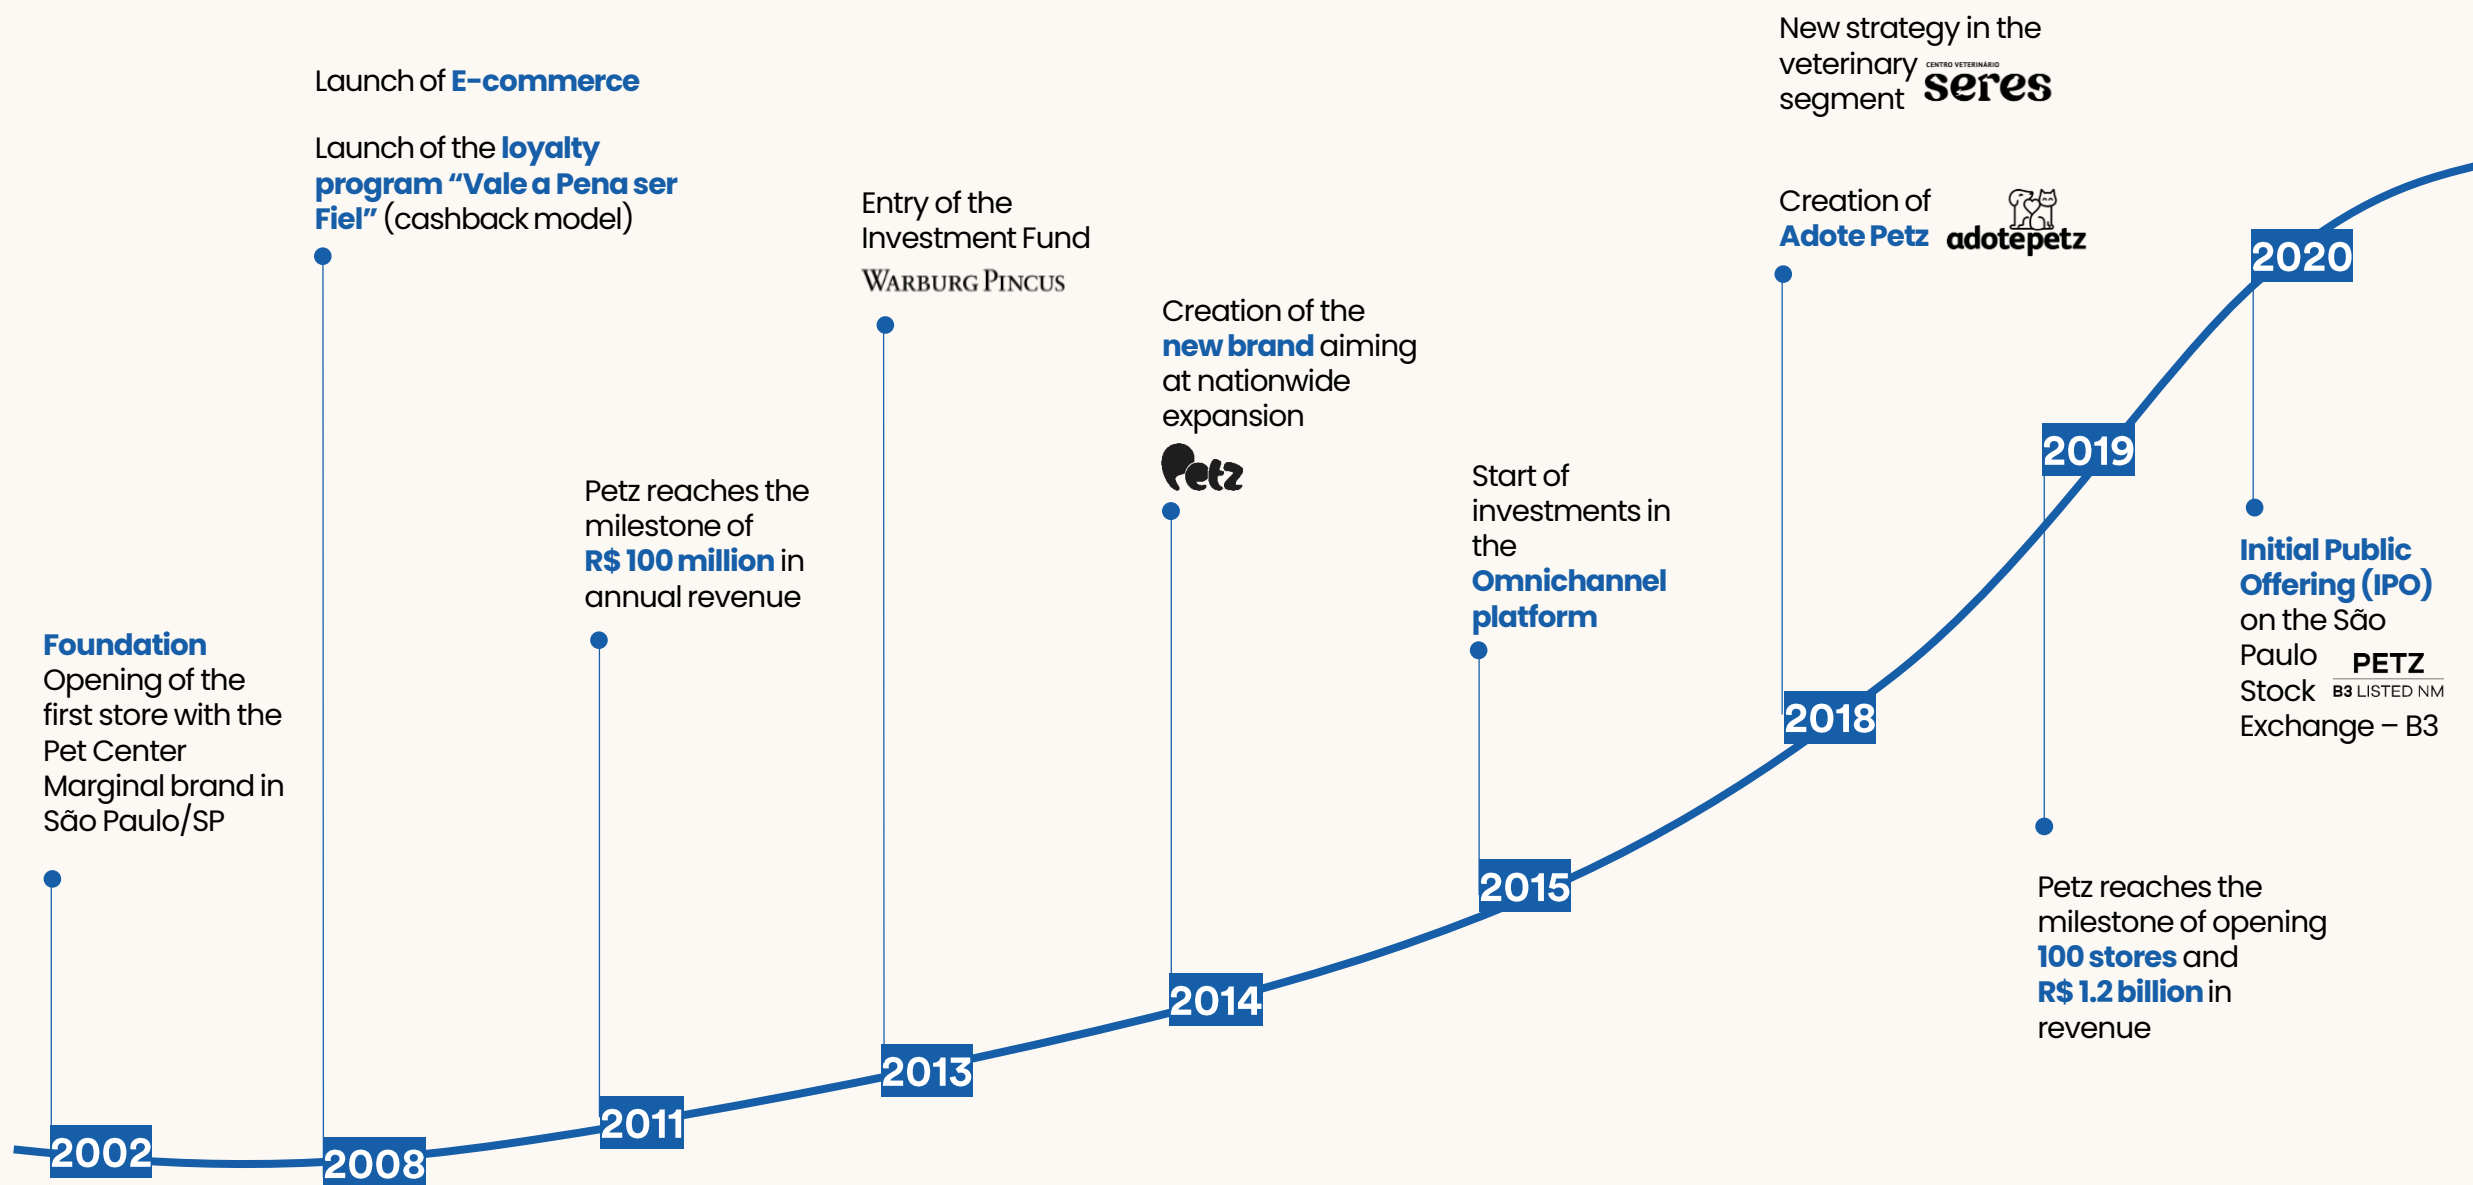 Foundation
Opening of the
first store with the
Pet Center
Marginal brand in
São Paulo/SP
2002
Launch of E-commerce
Launch of the loyalty
program “Vale a Pena ser
Fiel” (cashback model)
2008
Petz reaches the
milestone of
R$ 100 million in
annual revenue
2011
Entry of the
Investment Fund
WARBURG PINCUS
2013
Creation of the
new brand aiming
at nationwide
expansion
Petz
2014
Start of
investments in
the
Omnichannel
platform
2015
New strategy in the
veterinary
segment
CENTRO VETERINÁRIO
seres
Creation of
Adote Petz
adotepetz
2018
2019
Petz reaches the
milestone of opening
100 stores and
R$ 1.2 billion in
revenue
2020
Initial Public
Offering (IPO)
on the São
Paulo
Stock
Exchange – B3
PETZ
B3 LISTED NM